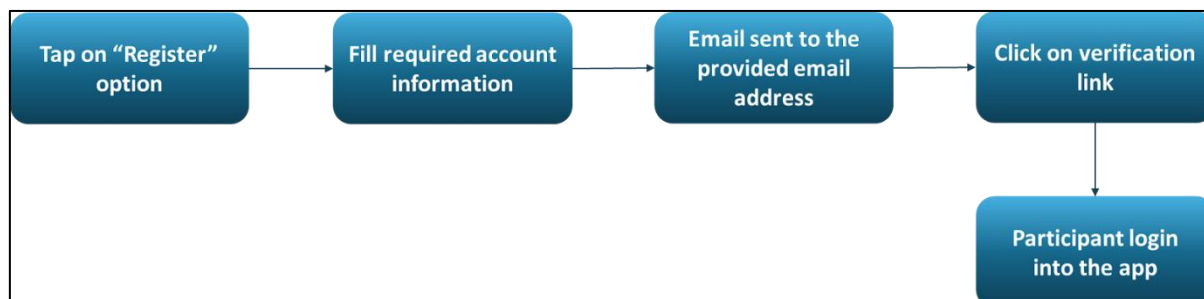 Tap on “Register”
option
Fill required account
information
Email sent to the
provided email
address
Click on verification
link
Participant login
into the app